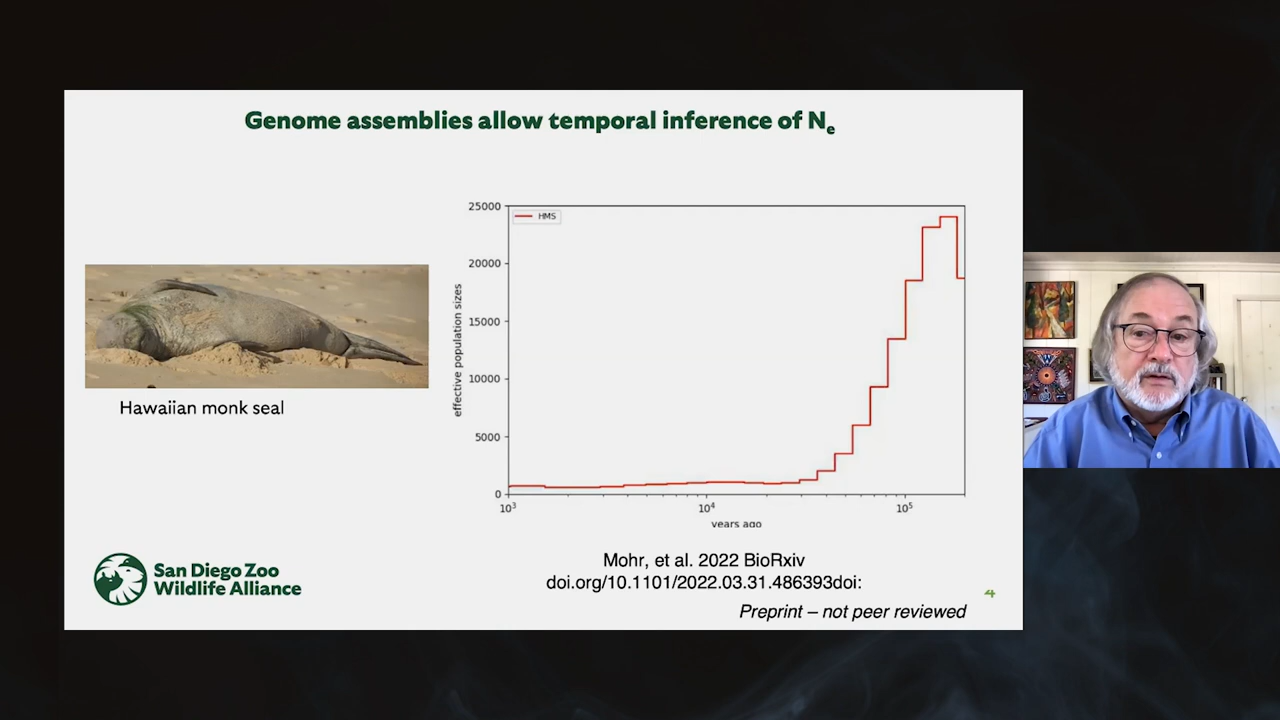 Genome assemblies allow temporal inference of Ne
25000
20000
15000
10000
5000
0
effective population sizes
HMS
10³
10⁴
10⁵
years ago
Hawaiian monk seal
Mohr, et al. 2022 BioRxiv
doi.org/10.1101/2022.03.31.486393doi:
Preprint – not peer reviewed
San Diego Zoo
Wildlife Alliance
4